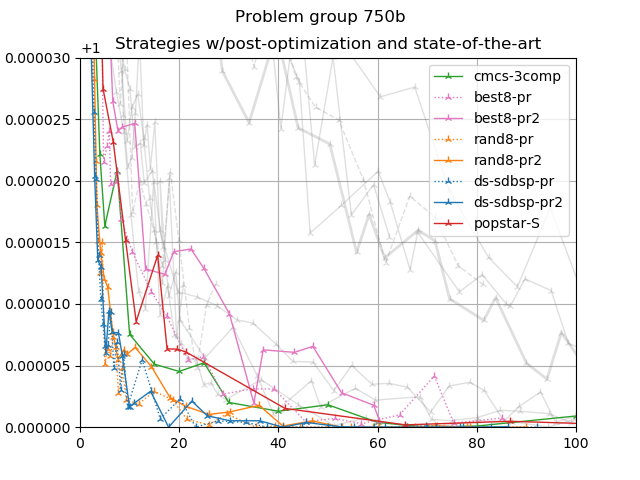 Problem group 750b
Strategies w/post-optimization and state-of-the-art
+1
0.000030
0.000025
0.000020
0.000015
0.000010
0.000005
0.000000
0 20 40 60 80 100
cmcs-3comp
best8-pr
best8-pr2
rand8-pr
rand8-pr2
ds-sdbsp-pr
ds-sdbsp-pr2
popstar-S